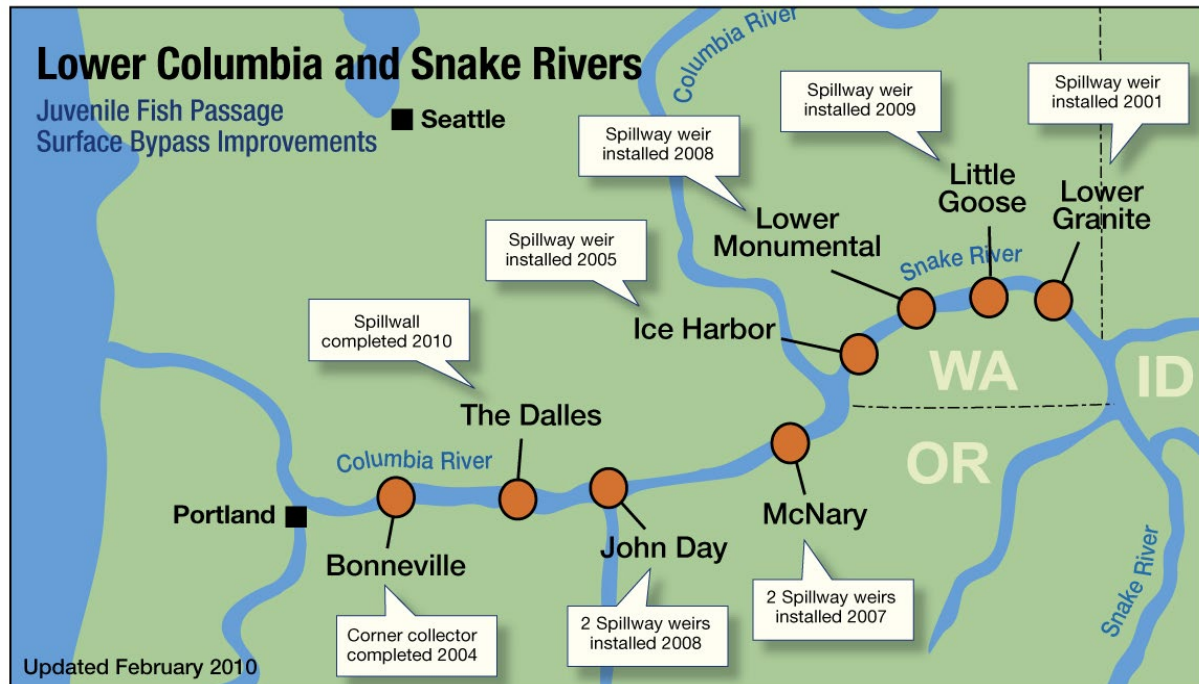 Lower Columbia and Snake Rivers
Juvenile Fish Passage
Surface Bypass Improvements
Seattle
Columbia River
Spillway weir
installed 2008
Spillway weir
installed 2009
Spillway weir
installed 2001
Little
Goose
Lower
Granite
Lower
Monumental
Snake River
Spillway weir
installed 2005
Ice Harbor
WA
ID
OR
Spillwall
completed 2010
The Dalles
Columbia River
Portland
Bonneville
John Day
McNary
Snake River
Corner collector
completed 2004
2 Spillway weirs
installed 2008
2 Spillway weirs
installed 2007
Updated February 2010